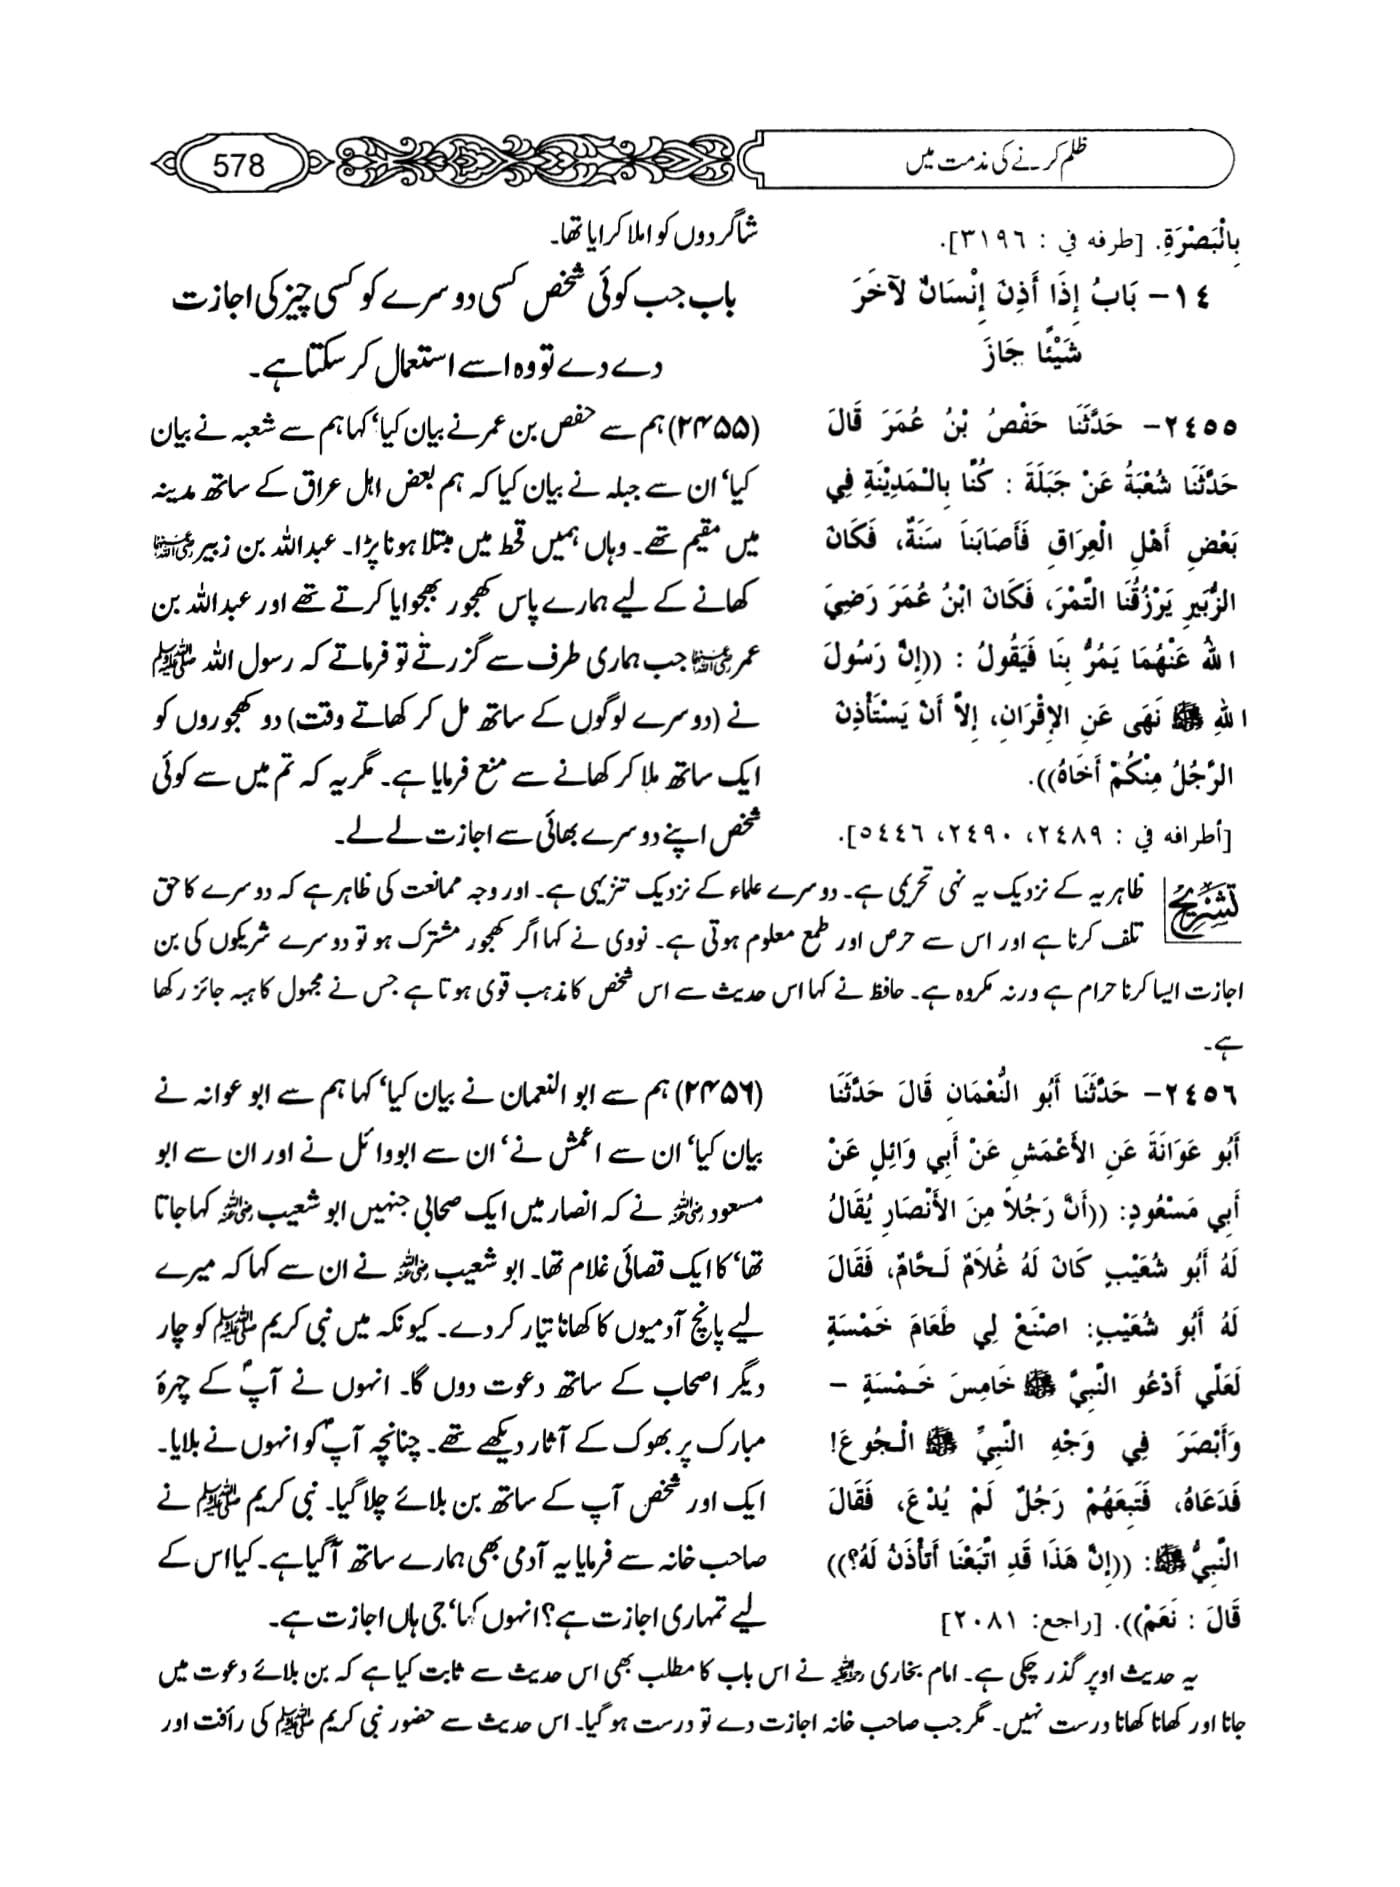 ظلم کرنے کی مذمت میں
578
بِالْبَصْرَةِ. [طرفه في : ٣١٩٦].
١٤- بَابُ إِذَا أَذِنَ إِنْسَانٌ لآخَرَ
شَيْئًا جَازَ
٢٤٥٥- حَدَّثَنَا حَفْصُ بْنُ عُمَرَ قَالَ
حَدَّثَنَا شُعْبَةُ عَنْ جَبَلَةَ : كُنَّا بِالْمَدِيْنَةِ فِي
بَعْضِ أَهْلِ الْعِرَاقِ فَأَصَابَنَا سَنَةٌ، فَكَانَ
الزُّبَيرِ يَرْزُقُنَا التَّمْرَ، فَكَانَ ابْنُ عُمَرَ رَضِيَ
اللهُ عَنْهُمَا يَمُرُّ بِنَا فَيَقُولُ : ((إِنَّ رَسُولَ
اللهِ ﷺ نَهَى عَنِ الإِقْرَانِ، إِلاَّ أَنْ يَسْتَأْذِنَ
الرَّجُلُ مِنْكُمْ أَخَاهُ)).
[أطرافه في : ٢٤٨٩، ٢٤٩٠، ٥٤٤٦].
شاگردوں کو املا کرایا تھا۔
باب جب کوئی شخص کسی دوسرے کو کسی چیز کی اجازت
دے دے تو وہ اسے استعمال کر سکتا ہے۔
(۲۴۵۵) ہم سے حفص بن عمر نے بیان کیا‘ کہا ہم سے شعبہ نے بیان
کیا‘ ان سے جبلہ نے بیان کیا کہ ہم بعض اہل عراق کے ساتھ مدینہ
میں مقیم تھے۔ وہاں ہمیں قحط میں مبتلا ہونا پڑا۔ عبداللہ بن زبیر رضی اللہ عنہما
کھانے کے لیے ہمارے پاس کھجور بھجوایا کرتے تھے اور عبداللہ بن
عمر رضی اللہ عنہما جب ہماری طرف سے گزرتے تو فرماتے کہ رسول اللہ ﷺ
نے (دوسرے لوگوں کے ساتھ مل کر کھاتے وقت) دو کھجوروں کو
ایک ساتھ ملا کر کھانے سے منع فرمایا ہے۔ مگر یہ کہ تم میں سے کوئی
شخص اپنے دوسرے بھائی سے اجازت لے لے۔
تشریح
ظاہریہ کے نزدیک یہ نہی تحریمی ہے۔ دوسرے علماء کے نزدیک تنزیہی ہے۔ اور وجہ ممانعت کی ظاہر ہے کہ دوسرے کا حق
تلف کرنا ہے اور اس سے حرص اور طمع معلوم ہوتی ہے۔ نووی نے کہا اگر کھجور مشترک ہو تو دوسرے شریکوں کی بن
اجازت ایسا کرنا حرام ہے ورنہ مکروہ ہے۔ حافظ نے کہا اس حدیث سے اس شخص کا مذہب قوی ہوتا ہے جس نے مجہول کا ہبہ جائز رکھا
ہے۔
٢٤٥٦- حَدَّثَنَا أَبُو النُّعْمَانِ قَالَ حَدَّثَنَا
أَبُو عَوَانَةَ عَنِ الأَعْمَشِ عَنْ أَبِي وَائِلٍ عَنْ
أَبِي مَسْعُودٍ: ((أَنَّ رَجُلاً مِنَ الأَنْصَارِ يُقَالُ
لَهُ أَبُو شُعَيْبٍ كَانَ لَهُ غُلاَمٌ لَحَّامٌ، فَقَالَ
لَهُ أَبُو شُعَيْبٍ: اصْنَعْ لِي طَعَامَ خَمْسَةٍ
لَعَلِّي أَدْعُو النَّبِيَّ ﷺ خَامِسَ خَمْسَةٍ –
وَأَبْصَرَ فِي وَجْهِ النَّبِيِّ ﷺ الْجُوعَ!
فَدَعَاهُ، فَتَبِعَهُمْ رَجُلٌ لَمْ يُدْعَ، فَقَالَ
النَّبِيُّ ﷺ: ((إِنَّ هَذَا قَدِ اتَّبَعَنَا أَتَأْذَنُ لَهُ؟))
قَالَ : نَعَمْ)). [راجع: ٢٠٨١]
(۲۴۵۶) ہم سے ابو النعمان نے بیان کیا‘ کہا ہم سے ابو عوانہ نے
بیان کیا‘ ان سے اعمش نے‘ ان سے ابووائل نے اور ان سے ابو
مسعود رضی اللہ عنہ نے کہ انصار میں ایک صحابی جنہیں ابو شعیب رضی اللہ عنہ کہا جاتا
تھا‘ کا ایک قصائی غلام تھا۔ ابو شعیب رضی اللہ عنہ نے ان سے کہا کہ میرے
لیے پانچ آدمیوں کا کھانا تیار کر دے۔ کیونکہ میں نبی کریم ﷺ کو چار
دیگر اصحاب کے ساتھ دعوت دوں گا۔ انہوں نے آپؐ کے چہرۂ
مبارک پر بھوک کے آثار دیکھے تھے۔ چنانچہ آپؐ کو انہوں نے بلایا۔
ایک اور شخص آپ کے ساتھ بن بلائے چلا گیا۔ نبی کریم ﷺ نے
صاحب خانہ سے فرمایا یہ آدمی بھی ہمارے ساتھ آگیا ہے۔ کیا اس کے
لیے تمہاری اجازت ہے؟ انہوں کہا‘ جی ہاں اجازت ہے۔
یہ حدیث اوپر گذر چکی ہے۔ امام بخاری رحمہ اللہ نے اس باب کا مطلب بھی اس حدیث سے ثابت کیا ہے کہ بن بلائے دعوت میں
جانا اور کھانا کھانا درست نہیں۔ مگر جب صاحب خانہ اجازت دے تو درست ہو گیا۔ اس حدیث سے حضور نبی کریم ﷺ کی رأفت اور